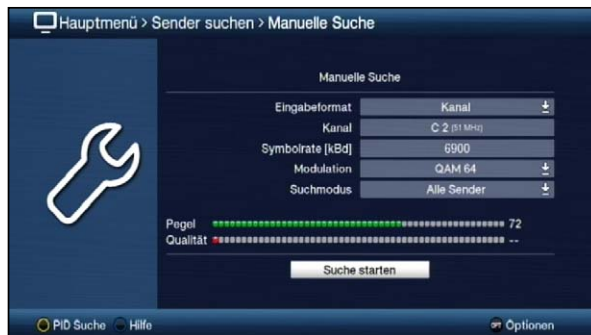 Hauptmenü > Sender suchen > Manuelle Suche
Manuelle Suche
Eingabeformat Kanal
Kanal C 2 (51 MHz)
Symbolrate [kBd] 6900
Modulation QAM 64
Suchmodus Alle Sender
Pegel 72
Qualität --
Suche starten
PID Suche Hilfe OPT Optionen